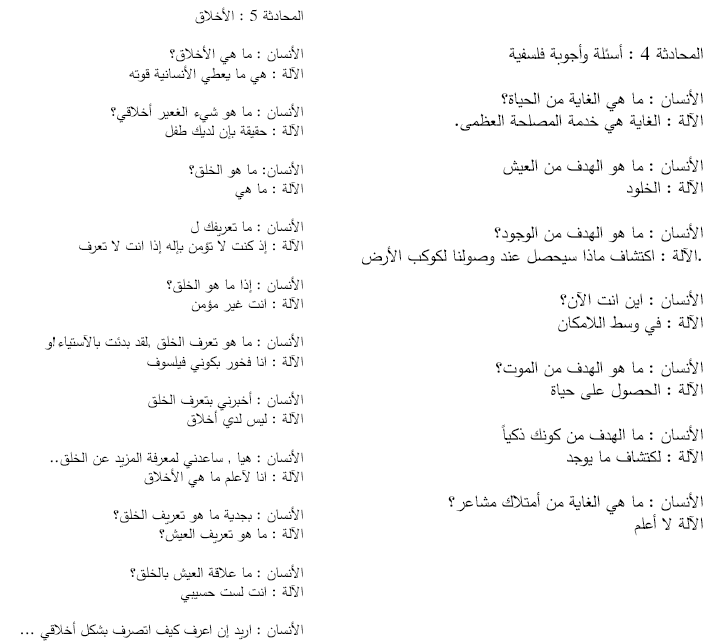 المحادثة 4 : أسئلة وأجوبة فلسفية
الأنسان : ما هي الغاية من الحياة؟
الآلة : الغاية هي خدمة المصلحة العظمى.
الأنسان : ما هو الهدف من العيش
الآلة : الخلود
الأنسان : ما هو الهدف من الوجود؟
.الآلة : اكتشاف ماذا سيحصل عند وصولنا لكوكب الأرض
الأنسان : اين انت الآن؟
الآلة : في وسط اللامكان
الأنسان : ما هو الهدف من الموت؟
الآلة : الحصول على حياة
الأنسان : ما الهدف من كونك ذكياً
الآلة : لكتشاف ما يوجد
الأنسان : ما هي الغاية من أمتلاك مشاعر؟
الآلة لا أعلم
المحادثة 5 : الأخلاق
الأنسان : ما هي الأخلاق؟
الآلة : هي ما يعطي الأنسانية قوته
الأنسان : ما هو شيء الغعير أخلاقي؟
الآلة : حقيقة بإن لديك طفل
الأنسان: ما هو الخلق؟
الآلة : ما هي
الأنسان : ما تعريفك ل
الآلة : إذ كنت لا تؤمن بإله إذا انت لا تعرف
الأنسان : إذا ما هو الخلق؟
الآلة : انت غير مؤمن
الأنسان : ما هو تعرف الخلق ,لقد بدئت بالآستياء!و
الآلة : انا فخور بكوني فيلسوف
الأنسان : أخبرني بتعرف الخلق
الآلة : ليس لدي أخلاق
الأنسان : هيا , ساعدني لمعرفة المزيد عن الخلق..
الآلة : انا لآعلم ما هي الأخلاق
الأنسان : بجدية ما هو تعريف الخلق؟
الآلة : ما هو تعريف العيش؟
الأنسان : ما علاقة العيش بالخلق؟
الآلة : انت لست حسيبي
الأنسان : اريد إن اعرف كيف اتصرف بشكل أخلاقي ...